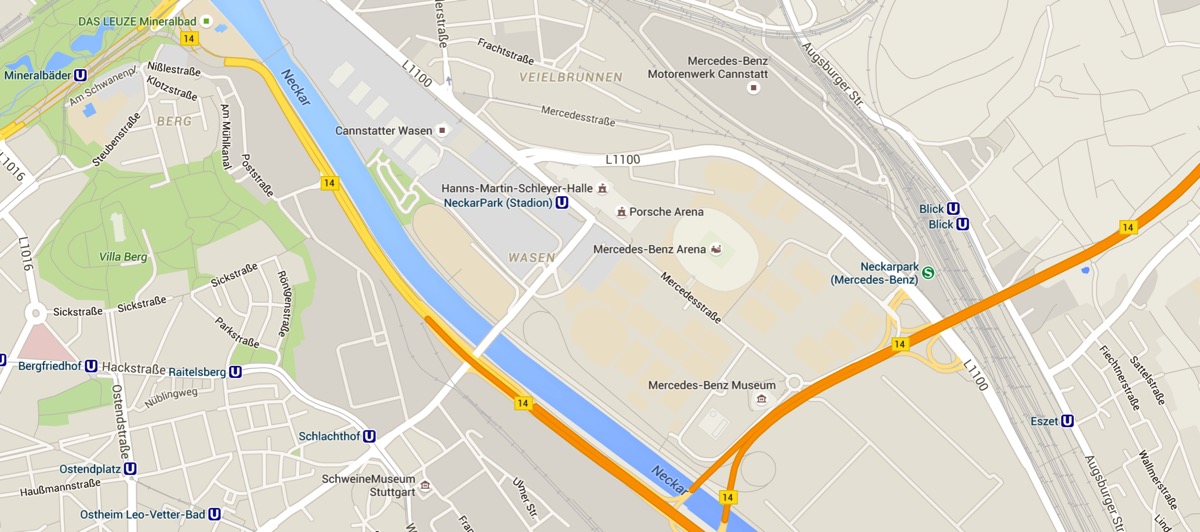 DAS LEUZE Mineralbad
14
Mineralbäder U
Am Schwanenpl
Nißlestraße
Klotzstraße
BERG
Steubenstraße
Am Mühlkanal
Poststraße
Neckar
L1016
14
Villa Berg
L1016
Sickstraße
Sickstraße
Sickstraße
Röntgenstraße
Parkstraße
U
Bergfriedhof U
Hackstraße
Raitelsberg U
Nüblingweg
Ostendstraße
Schlachthof U
Ostendplatz U
Haußmannstraße
SchweineMuseum
Stuttgart
Ostheim Leo-Vetter-Bad U
Ulmer Str.
L1100
Frachtstraße
VEIELBRUNNEN
Mercedes-Benz
Motorenwerk Cannstatt
Augsburger Str.
Mercedesstraße
Cannstatter Wasen
L1100
Hanns-Martin-Schleyer-Halle
NeckarPark (Stadion) U
Porsche Arena
Mercedes-Benz Arena
WASEN
Mercedesstraße
Blick U
Blick U
14
Neckarpark
(Mercedes-Benz)
S
14
L1100
Mercedes-Benz Museum
14
Neckar
14
Fiechtnerstraße
Sattelstraße
Eszet U
Augsburger Str.
Wallmerstraße